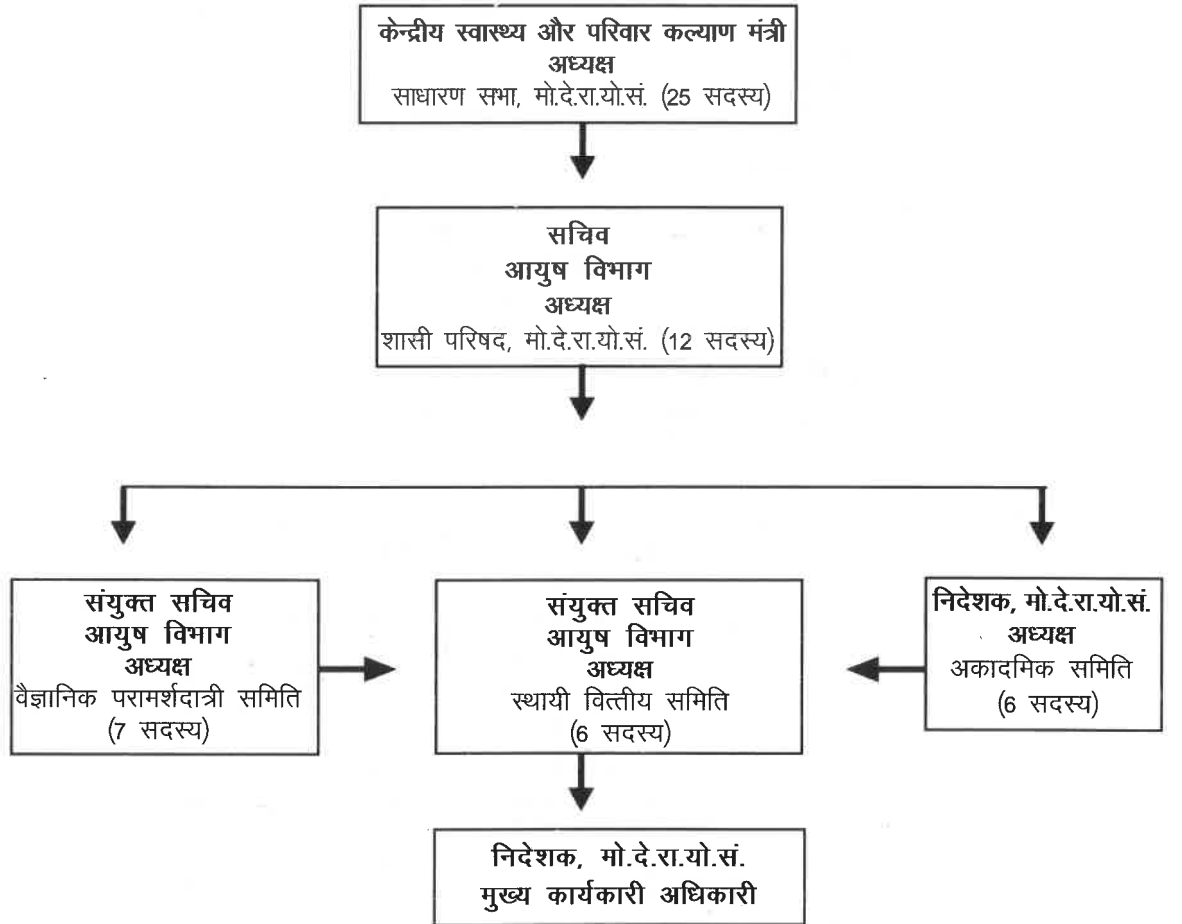 केन्द्रीय स्वास्थ्य और परिवार कल्याण मंत्री
अध्यक्ष
साधारण सभा, मो.दे.रा.यो.सं. (25 सदस्य)
सचिव
आयुष विभाग
अध्यक्ष
शासी परिषद, मो.दे.रा.यो.सं. (12 सदस्य)
संयुक्त सचिव
आयुष विभाग
अध्यक्ष
वैज्ञानिक परामर्शदात्री समिति
(7 सदस्य)
संयुक्त सचिव
आयुष विभाग
अध्यक्ष
स्थायी वित्तीय समिति
(6 सदस्य)
निदेशक, मो.दे.रा.यो.सं.
अध्यक्ष
अकादमिक समिति
(6 सदस्य)
निदेशक, मो.दे.रा.यो.सं.
मुख्य कार्यकारी अधिकारी